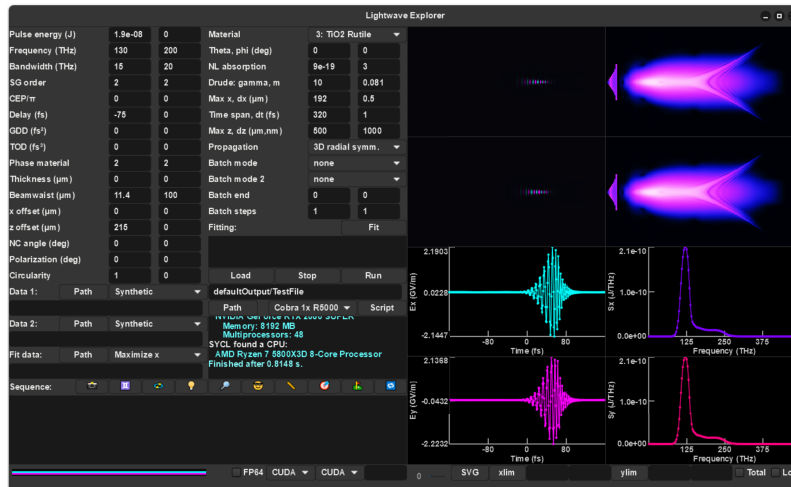 Lightwave Explorer
Pulse energy (J) 1.9e-08 0
Frequency (THz) 130 200
Bandwidth (THz) 15 20
SG order 2 2
CEP/π 0 0
Delay (fs) -75 0
GDD (fs²) 0 0
TOD (fs³) 0 0
Phase material 2 2
Thickness (μm) 0 0
Beamwaist (μm) 11.4 100
x offset (μm) 0 0
z offset (μm) 215 0
NC angle (deg) 0 0
Polarization (deg) 0 0
Circularity 1 0
Data 1: Path Synthetic
Data 2: Path Synthetic
Fit data: Path Maximize x
Sequence:
Material 3: TiO2 Rutile
Theta, phi (deg) 0 0
NL absorption 9e-19 3
Drude: gamma, m 10 0.081
Max x, dx (μm) 192 0.5
Time span, dt (fs) 320 1
Max z, dz (μm,nm) 500 1000
Propagation 3D radial symm.
Batch mode none
Batch mode 2 none
Batch end 0 0
Batch steps 1 1
Fitting: Fit
Load Stop Run
defaultOutput/TestFile
Path Cobra 1x R5000 Script
Memory: 8192 MB
Multiprocessors: 48
SYCL found a CPU:
AMD Ryzen 7 5800X3D 8-Core Processor
Finished after 0.8148 s.
FP64 CUDA CUDA
2.1903
Ex (GV/m)
0.0228
-2.1447
-80 0 80
Time (fs)
2.1e-10
Sx (J/THz)
1.0e-10
0.0e+00
125 250 375
Frequency (THz)
2.1368
Ey (GV/m)
-0.0432
-2.2232
-80 0 80
Time (fs)
2.1e-10
Sy (J/THz)
1.0e-10
0.0e+00
125 250 375
Frequency (THz)
0 SVG xlim ylim Total Lo